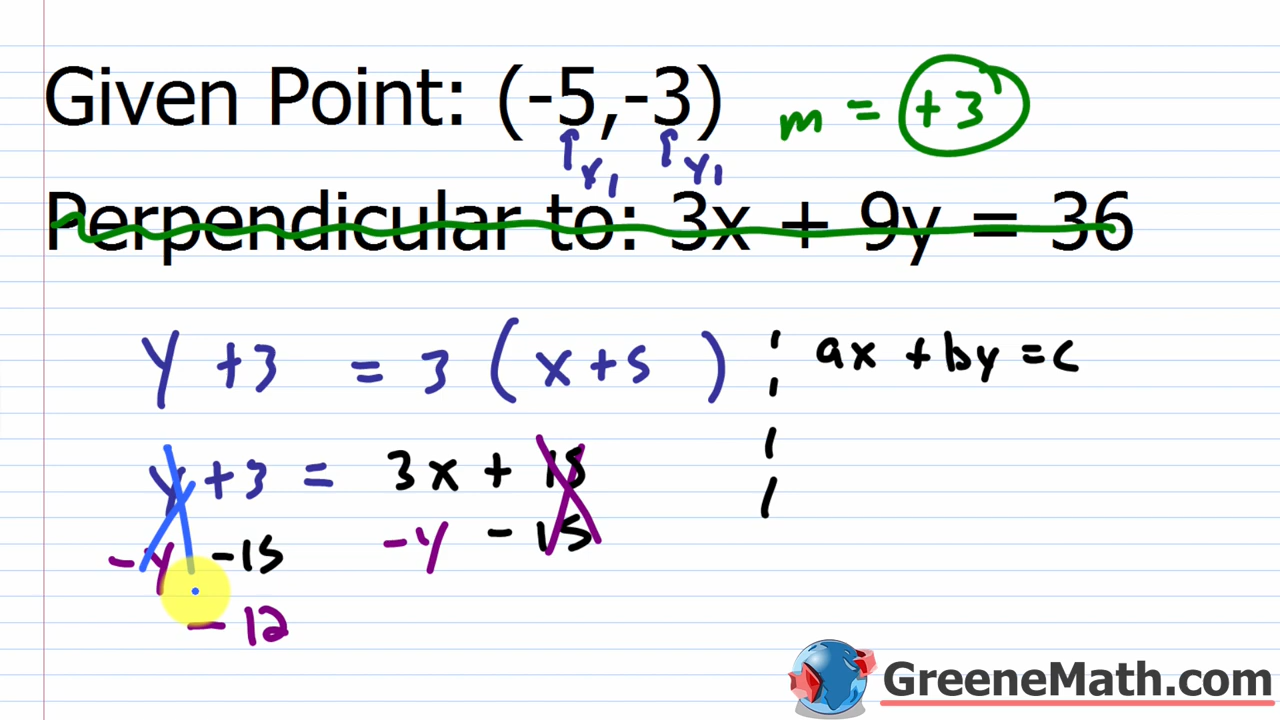 Given Point: (-5,-3) m = +3
x1 y1
Perpendicular to: 3x + 9y = 36
y +3 = 3 ( x+5 ) ax + by = c
y +3 = 3x + 15
-y -15 -y - 15
- 12
GreeneMath.com